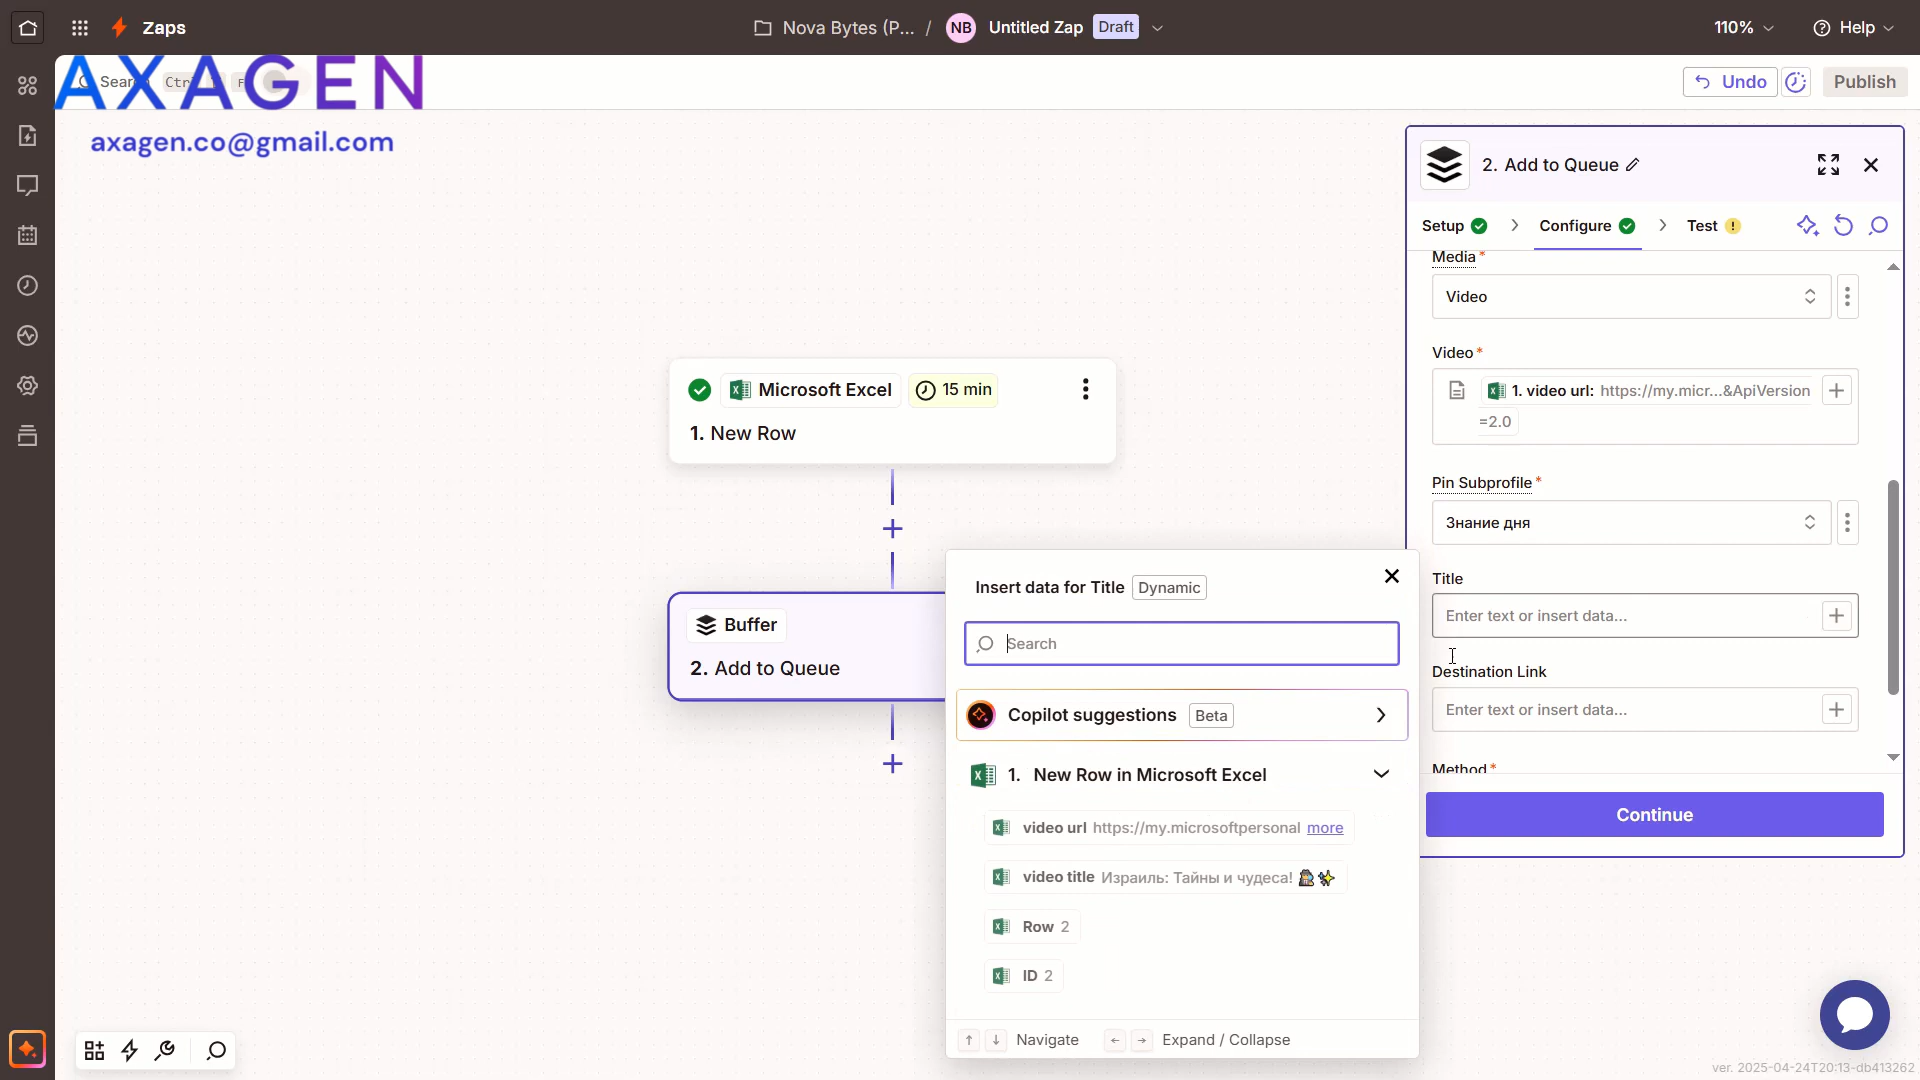 Zaps
Nova Bytes (P... / NB Untitled Zap Draft
110%
Help
AXAGEN
axagen.co@gmail.com
Undo
Publish
2. Add to Queue
Setup
Configure
Test
Media*
Video
Video*
1. video url: https://my.micr...&ApiVersion
=2.0
Pin Subprofile*
Знание дня
Title
Enter text or insert data...
Destination Link
Enter text or insert data...
Method*
Continue
Microsoft Excel
15 min
1. New Row
Buffer
2. Add to Queue
Insert data for Title Dynamic
Search
Copilot suggestions Beta
1. New Row in Microsoft Excel
video url https://my.microsoftpersonal more
video title Израиль: Тайны и чудеса! 🕵✨
Row 2
ID 2
↑ ↓ Navigate ← → Expand / Collapse
ver. 2025-04-24T20:13-db413262